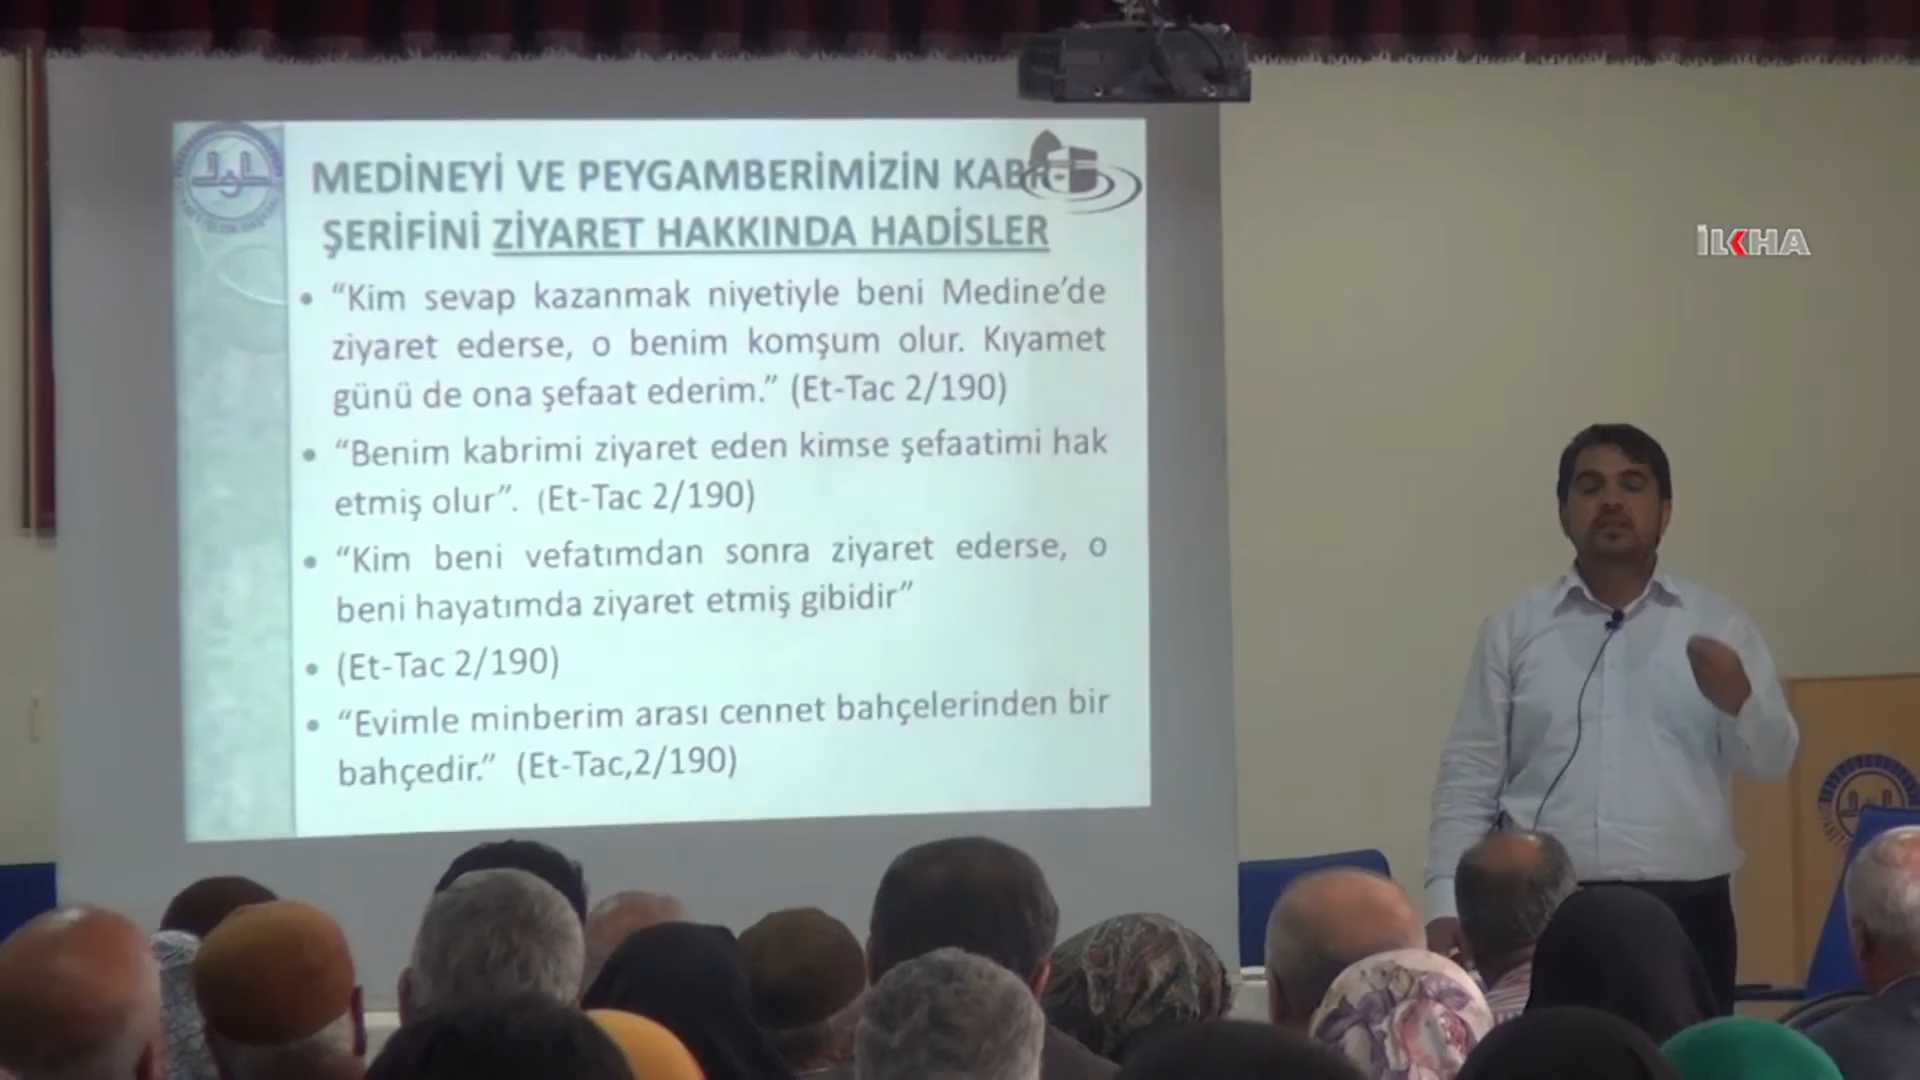 MEDİNEYİ VE PEYGAMBERİMİZİN
ŞERİFİNİ ZİYARET HAKKINDA HADİSLER
• “Kim sevap kazanmak niyetiyle beni Medine’de
ziyaret ederse, o benim komşum olur. Kıyamet
günü de ona şefaat ederim.” (Et-Tac 2/190)
• “Benim kabrimi ziyaret eden kimse şefaatimi hak
etmiş olur”. (Et-Tac 2/190)
• “Kim beni vefatımdan sonra ziyaret ederse, o
beni hayatımda ziyaret etmiş gibidir”
• (Et-Tac 2/190)
• “Evimle minberim arası cennet bahçelerinden bir
bahçedir.” (Et-Tac,2/190)
İLKHA